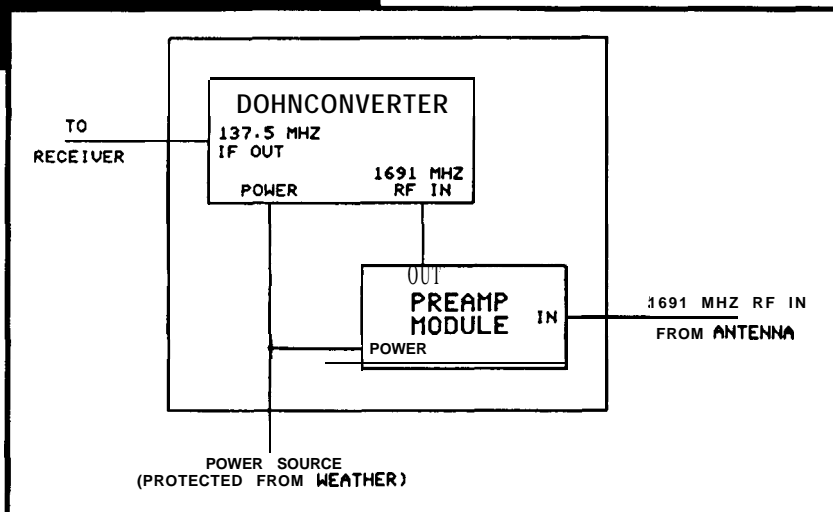 DOHNCONVERTER
TO
RECEIVER
137.5 MHZ
IF OUT
1691 MHZ
RF IN
POWER
OUT
PREAMP
MODULE
IN
POWER
1691 MHZ RF IN
FROM ANTENNA
POWER SOURCE
(PROTECTED FROM WEATHER)